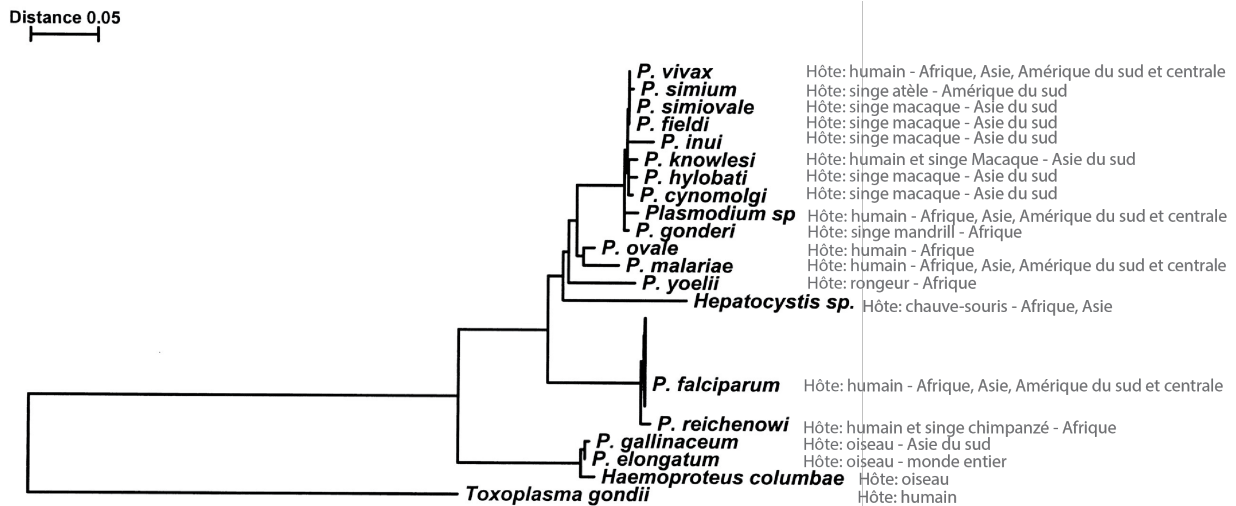 Distance 0.05
P. vivax Hôte: humain - Afrique, Asie, Amérique du sud et centrale
P. simium Hôte: singe atèle - Amérique du sud
P. simiovale Hôte: singe macaque - Asie du sud
P. fieldi Hôte: singe macaque - Asie du sud
P. inui Hôte: singe macaque - Asie du sud
P. knowlesi Hôte: humain et singe Macaque - Asie du sud
P. hylobati Hôte: singe macaque - Asie du sud
P. cynomolgi Hôte: singe macaque - Asie du sud
Plasmodium sp Hôte: humain - Afrique, Asie, Amérique du sud et centrale
P. gonderi Hôte: singe mandrill - Afrique
P. ovale Hôte: humain - Afrique
P. malariae Hôte: humain - Afrique, Asie, Amérique du sud et centrale
P. yoelii Hôte: rongeur - Afrique
Hepatocystis sp. Hôte: chauve-souris - Afrique, Asie
P. falciparum Hôte: humain - Afrique, Asie, Amérique du sud et centrale
P. reichenowi Hôte: humain et singe chimpanzé - Afrique
P. gallinaceum Hôte: oiseau - Asie du sud
P. elongatum Hôte: oiseau - monde entier
Haemoproteus columbae Hôte: oiseau
Toxoplasma gondii Hôte: humain